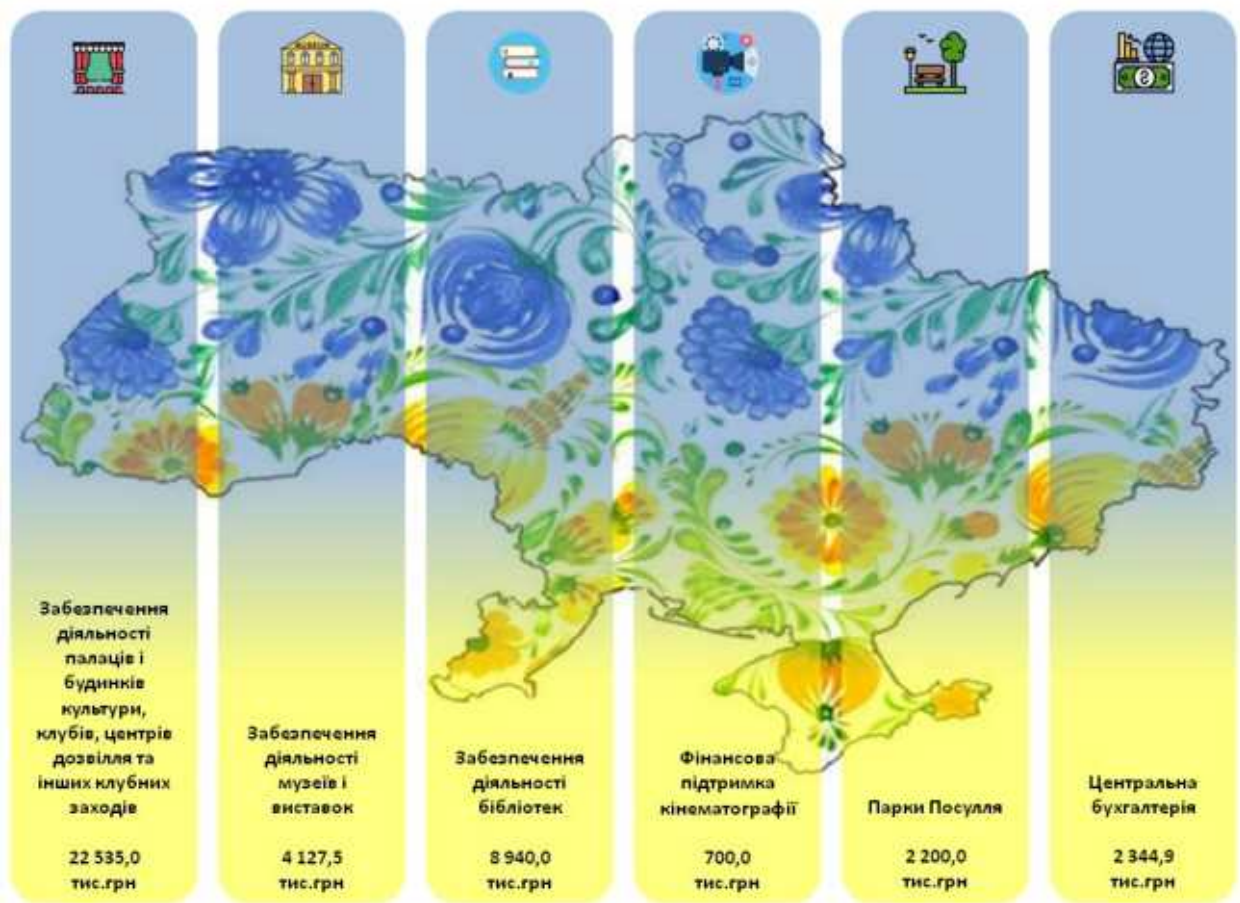 Забезпечення
діяльності
палаців і
будинків
культури,
клубів, центрів
дозвілля та
інших клубних
заходів
22 535,0
тис.грн
Забезпечення
діяльності
музеїв і
виставок
4 127,5
тис.грн
Забезпечення
діяльності
бібліотек
8 940,0
тис.грн
Фінансова
підтримка
кінематографії
700,0
тис.грн
Парки Посулля
2 200,0
тис.грн
Центральна
бухгалтерія
2 344,9
тис.грн